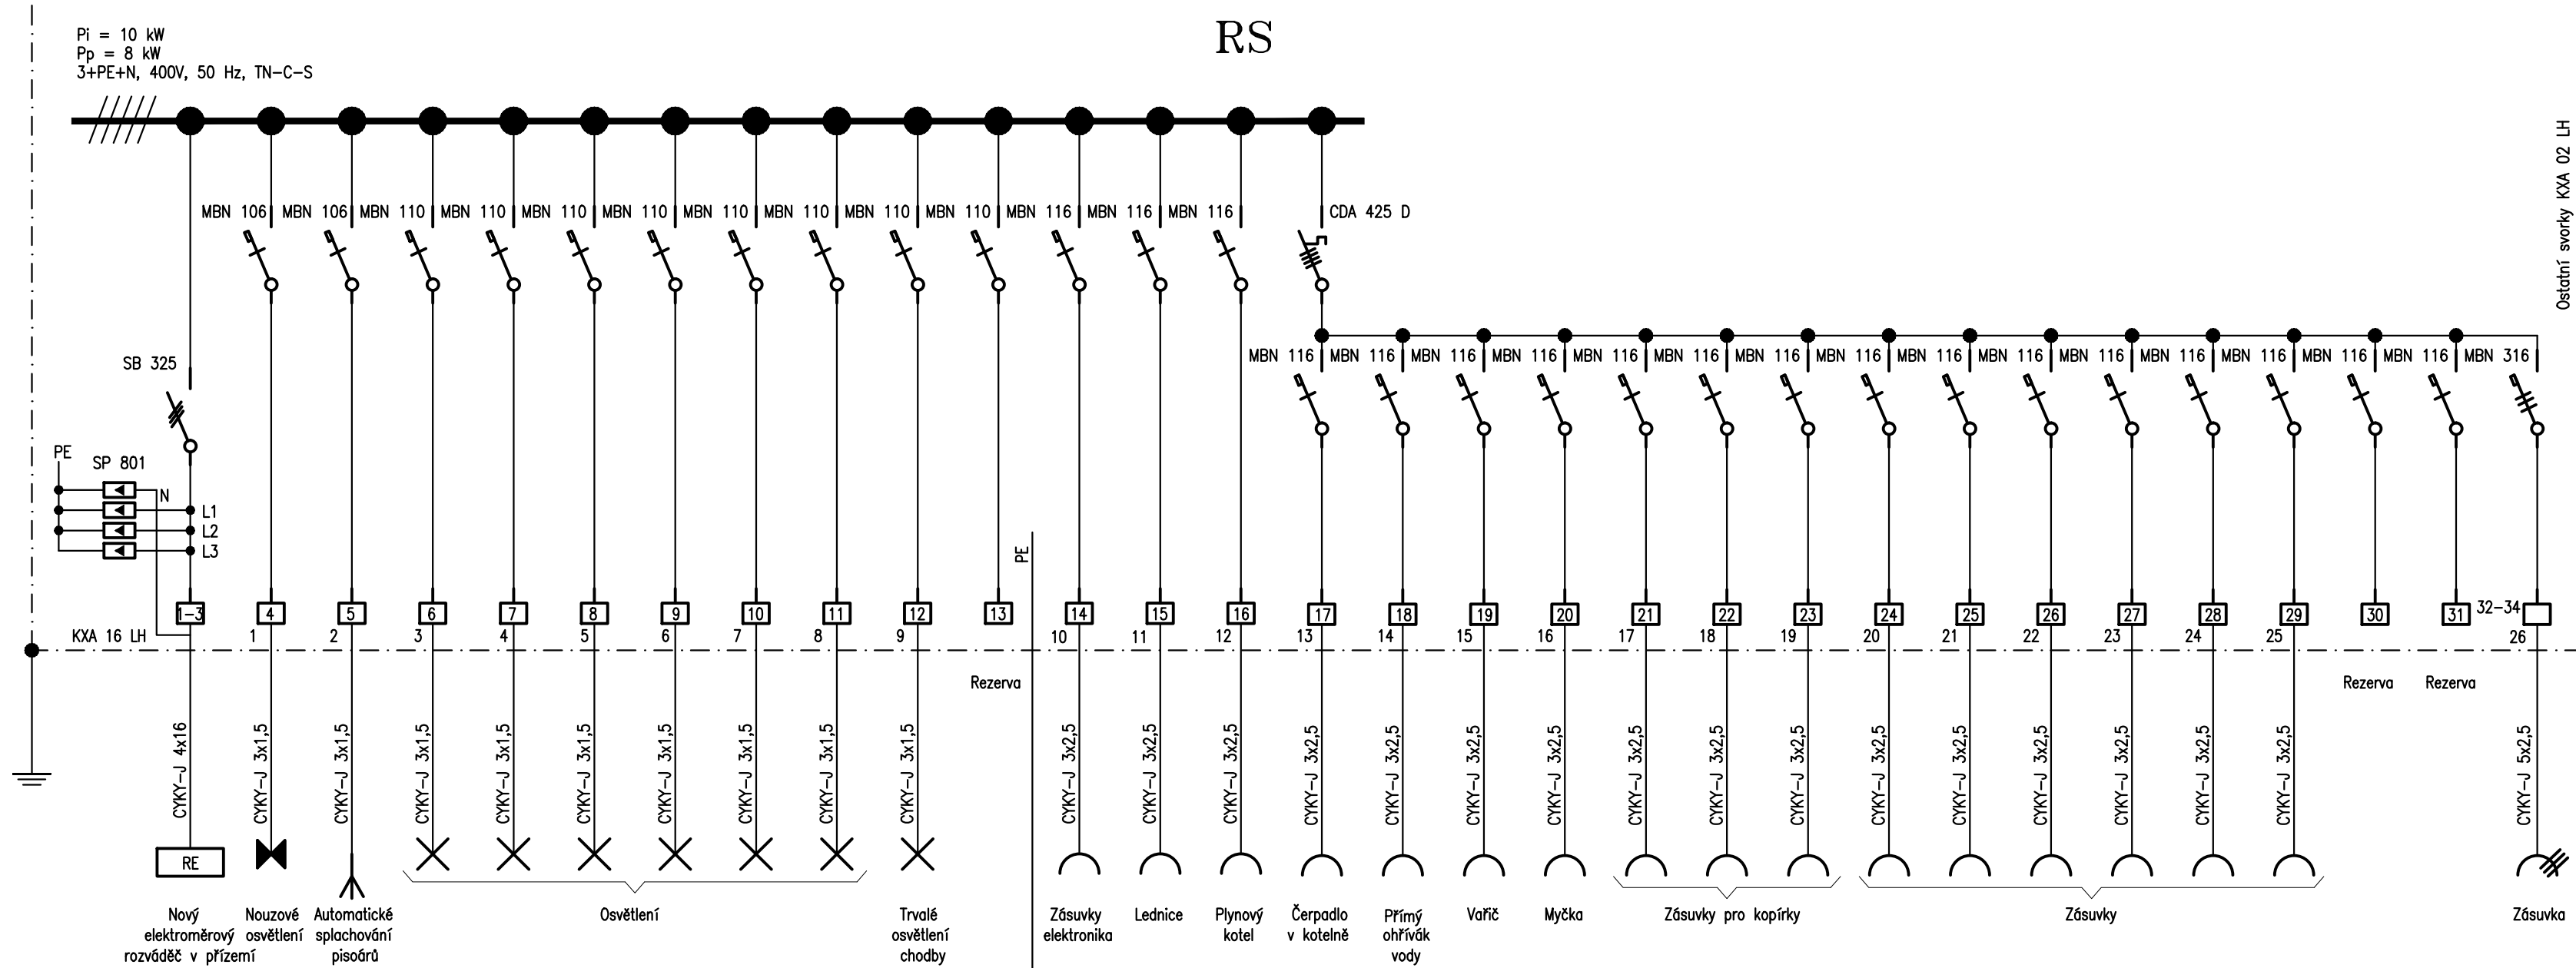 RS
Pi = 10 kW
Pp = 8 kW
3+PE+N, 400V, 50 Hz, TN-C-S
Ostatní svorky KXA 02 LH
MBN 106 MBN 106 MBN 110 MBN 110 MBN 110 MBN 110 MBN 110 MBN 110 MBN 110 MBN 110 MBN 116 MBN 116 MBN 116 CDA 425 D
MBN 116 MBN 116 MBN 116 MBN 116 MBN 116 MBN 116 MBN 116 MBN 116 MBN 116 MBN 116 MBN 116 MBN 116 MBN 116 MBN 116 MBN 116 MBN 316
SB 325
PE
SP 801
N
L1
L2
L3
PE
1-3 4 5 6 7 8 9 10 11 12 13 14 15 16 17 18 19 20 21 22 23 24 25 26 27 28 29 30 31 32-34
KXA 16 LH 1 2 3 4 5 6 7 8 9 10 11 12 13 14 15 16 17 18 19 20 21 22 23 24 25 26
Rezerva Rezerva Rezerva
CYKY-J 4x16 CYKY-J 3x1,5 CYKY-J 3x1,5 CYKY-J 3x1,5 CYKY-J 3x1,5 CYKY-J 3x1,5 CYKY-J 3x1,5 CYKY-J 3x1,5 CYKY-J 3x1,5 CYKY-J 3x1,5 CYKY-J 3x2,5 CYKY-J 3x2,5 CYKY-J 3x2,5 CYKY-J 3x2,5 CYKY-J 3x2,5 CYKY-J 3x2,5 CYKY-J 3x2,5 CYKY-J 3x2,5 CYKY-J 3x2,5 CYKY-J 3x2,5 CYKY-J 3x2,5 CYKY-J 3x2,5 CYKY-J 3x2,5 CYKY-J 3x2,5 CYKY-J 3x2,5 CYKY-J 3x2,5 CYKY-J 5x2,5
RE
Nový
elektroměrový
rozváděč v přízemí
Nouzové
osvětlení
Automatické
splachování
pisoárů
Osvětlení
Trvalé
osvětlení
chodby
Zásuvky
elektronika
Lednice
Plynový
kotel
Čerpadlo
v kotelně
Přímý
ohřívák
vody
Vařič
Myčka
Zásuvky pro kopírky
Zásuvky
Zásuvka